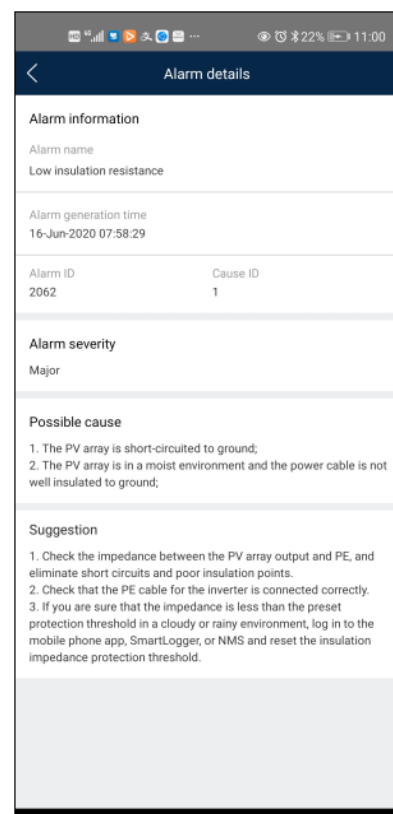 22% 11:00
Alarm details
Alarm information
Alarm name
Low insulation resistance
Alarm generation time
16-Jun-2020 07:58:29
Alarm ID Cause ID
2062 1
Alarm severity
Major
Possible cause
1. The PV array is short-circuited to ground;
2. The PV array is in a moist environment and the power cable is not
well insulated to ground;
Suggestion
1. Check the impedance between the PV array output and PE, and
eliminate short circuits and poor insulation points.
2. Check that the PE cable for the inverter is connected correctly.
3. If you are sure that the impedance is less than the preset
protection threshold in a cloudy or rainy environment, log in to the
mobile phone app, SmartLogger, or NMS and reset the insulation
impedance protection threshold.